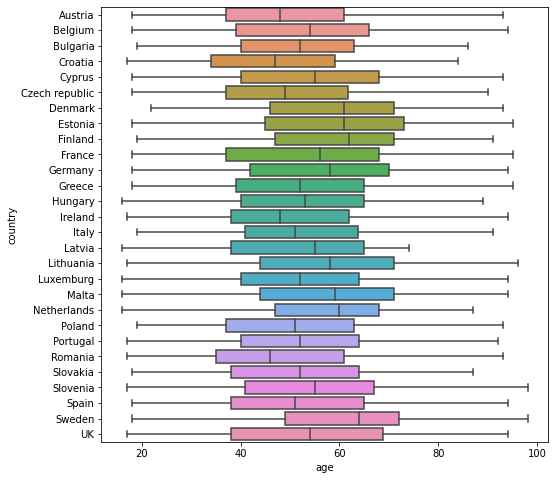 country
Austria
Belgium
Bulgaria
Croatia
Cyprus
Czech republic
Denmark
Estonia
Finland
France
Germany
Greece
Hungary
Ireland
Italy
Latvia
Lithuania
Luxemburg
Malta
Netherlands
Poland
Portugal
Romania
Slovakia
Slovenia
Spain
Sweden
UK
20 40 60 80 100
age